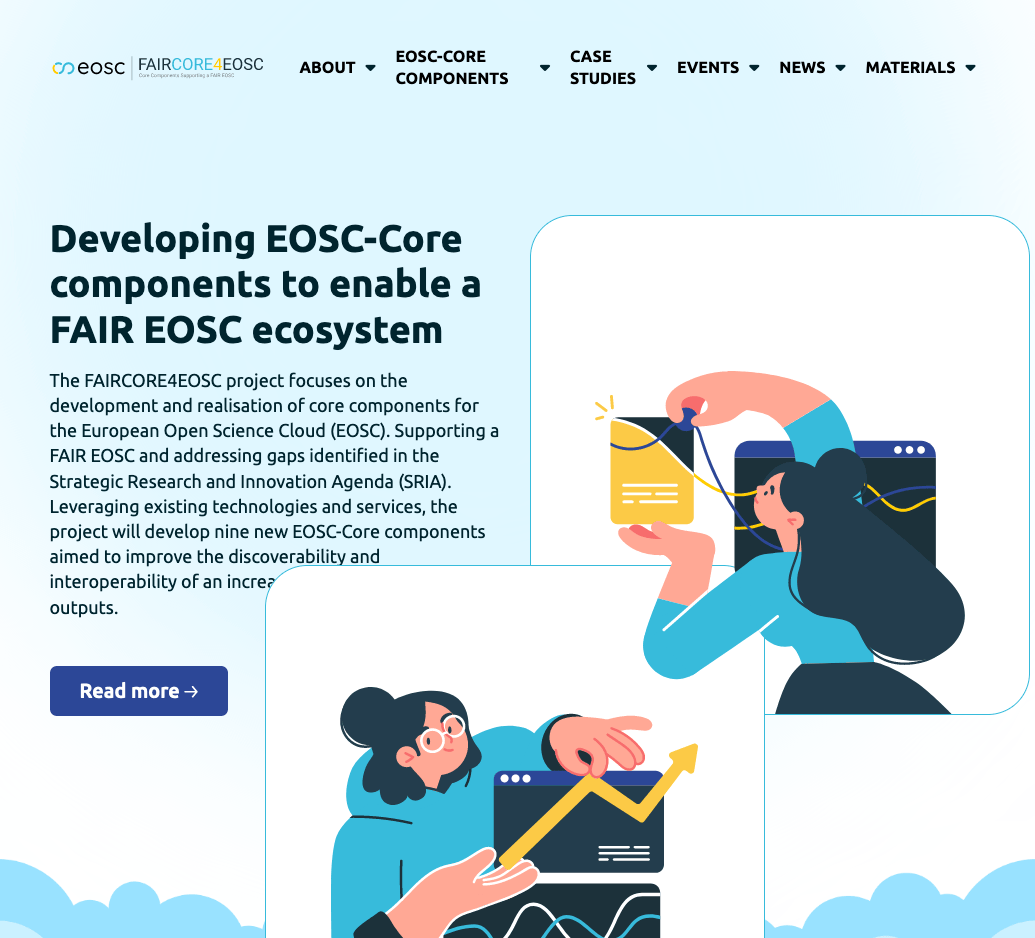 eosc
FAIRCORE4EOSC
Core Components Supporting a FAIR EOSC
ABOUT
EOSC-CORE
COMPONENTS
CASE
STUDIES
EVENTS
NEWS
MATERIALS
Developing EOSC-Core
components to enable a
FAIR EOSC ecosystem
The FAIRCORE4EOSC project focuses on the
development and realisation of core components for
the European Open Science Cloud (EOSC). Supporting a
FAIR EOSC and addressing gaps identified in the
Strategic Research and Innovation Agenda (SRIA).
Leveraging existing technologies and services, the
project will develop nine new EOSC-Core components
aimed to improve the discoverability and
interoperability of an
outputs.
Read more →